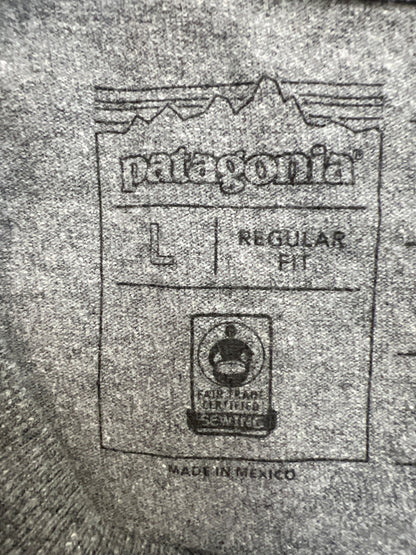 patagonia®
L
REGULAR
FIT
FAIR TRADE
CERTIFIED
SEWING
MADE IN MEXICO